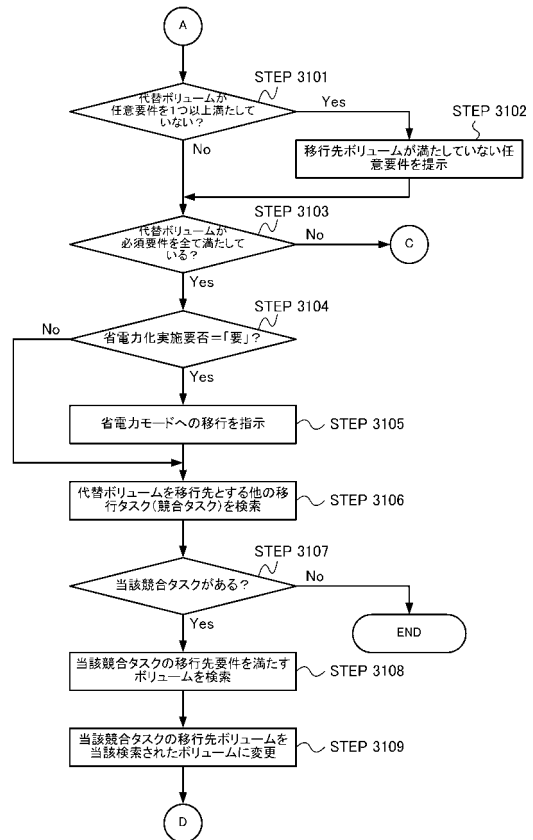 A
STEP 3101
代替ボリュームが
任意要件を1つ以上満たして
いない？
Yes
No
STEP 3102
移行先ボリュームが満たしていない任
意要件を提示
STEP 3103
代替ボリュームが
必須要件を全て満たして
いる？
No
C
Yes
STEP 3104
省電力化実施要否=「要」？
No
Yes
省電力モードへの移行を指示
STEP 3105
代替ボリュームを移行先とする他の移
行タスク(競合タスク)を検索
STEP 3106
STEP 3107
当該競合タスクがある？
No
END
Yes
当該競合タスクの移行先要件を満たす
ボリュームを検索
STEP 3108
当該競合タスクの移行先ボリュームを
当該検索されたボリュームに変更
STEP 3109
D